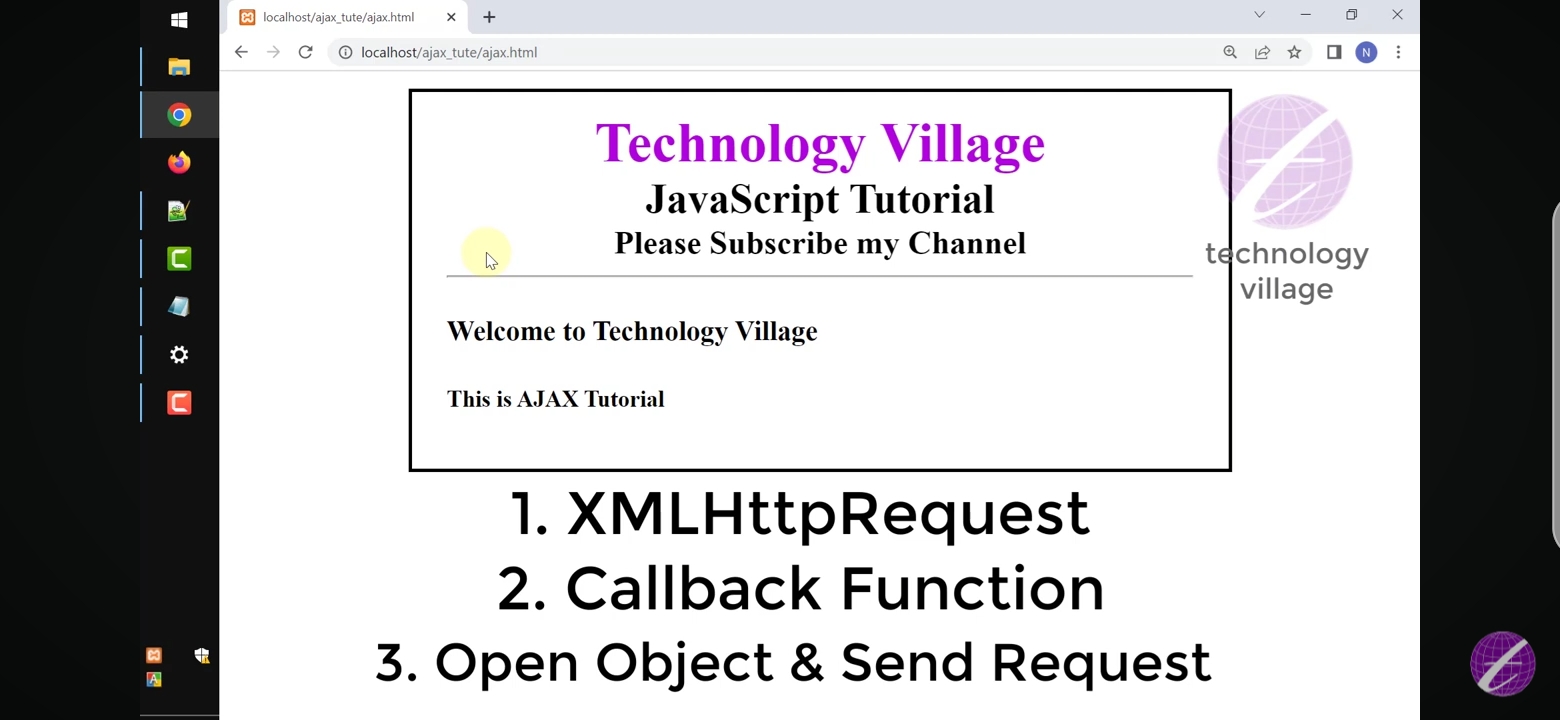 localhost/ajax_tute/ajax.html
localhost/ajax_tute/ajax.html
N
Technology Village
JavaScript Tutorial
Please Subscribe my Channel
technology
village
Welcome to Technology Village
This is AJAX Tutorial
1. XMLHttpRequest
2. Callback Function
3. Open Object & Send Request